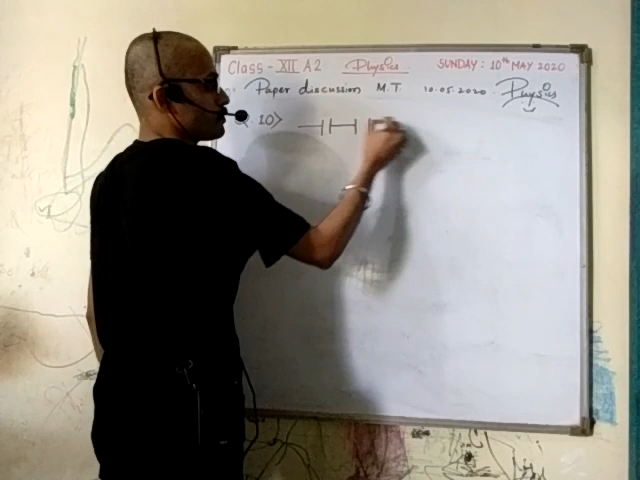 Class - XII A2 Physics SUNDAY: 10th MAY 2020
Paper discussion M.T. 10.05.2020 Physics
10>